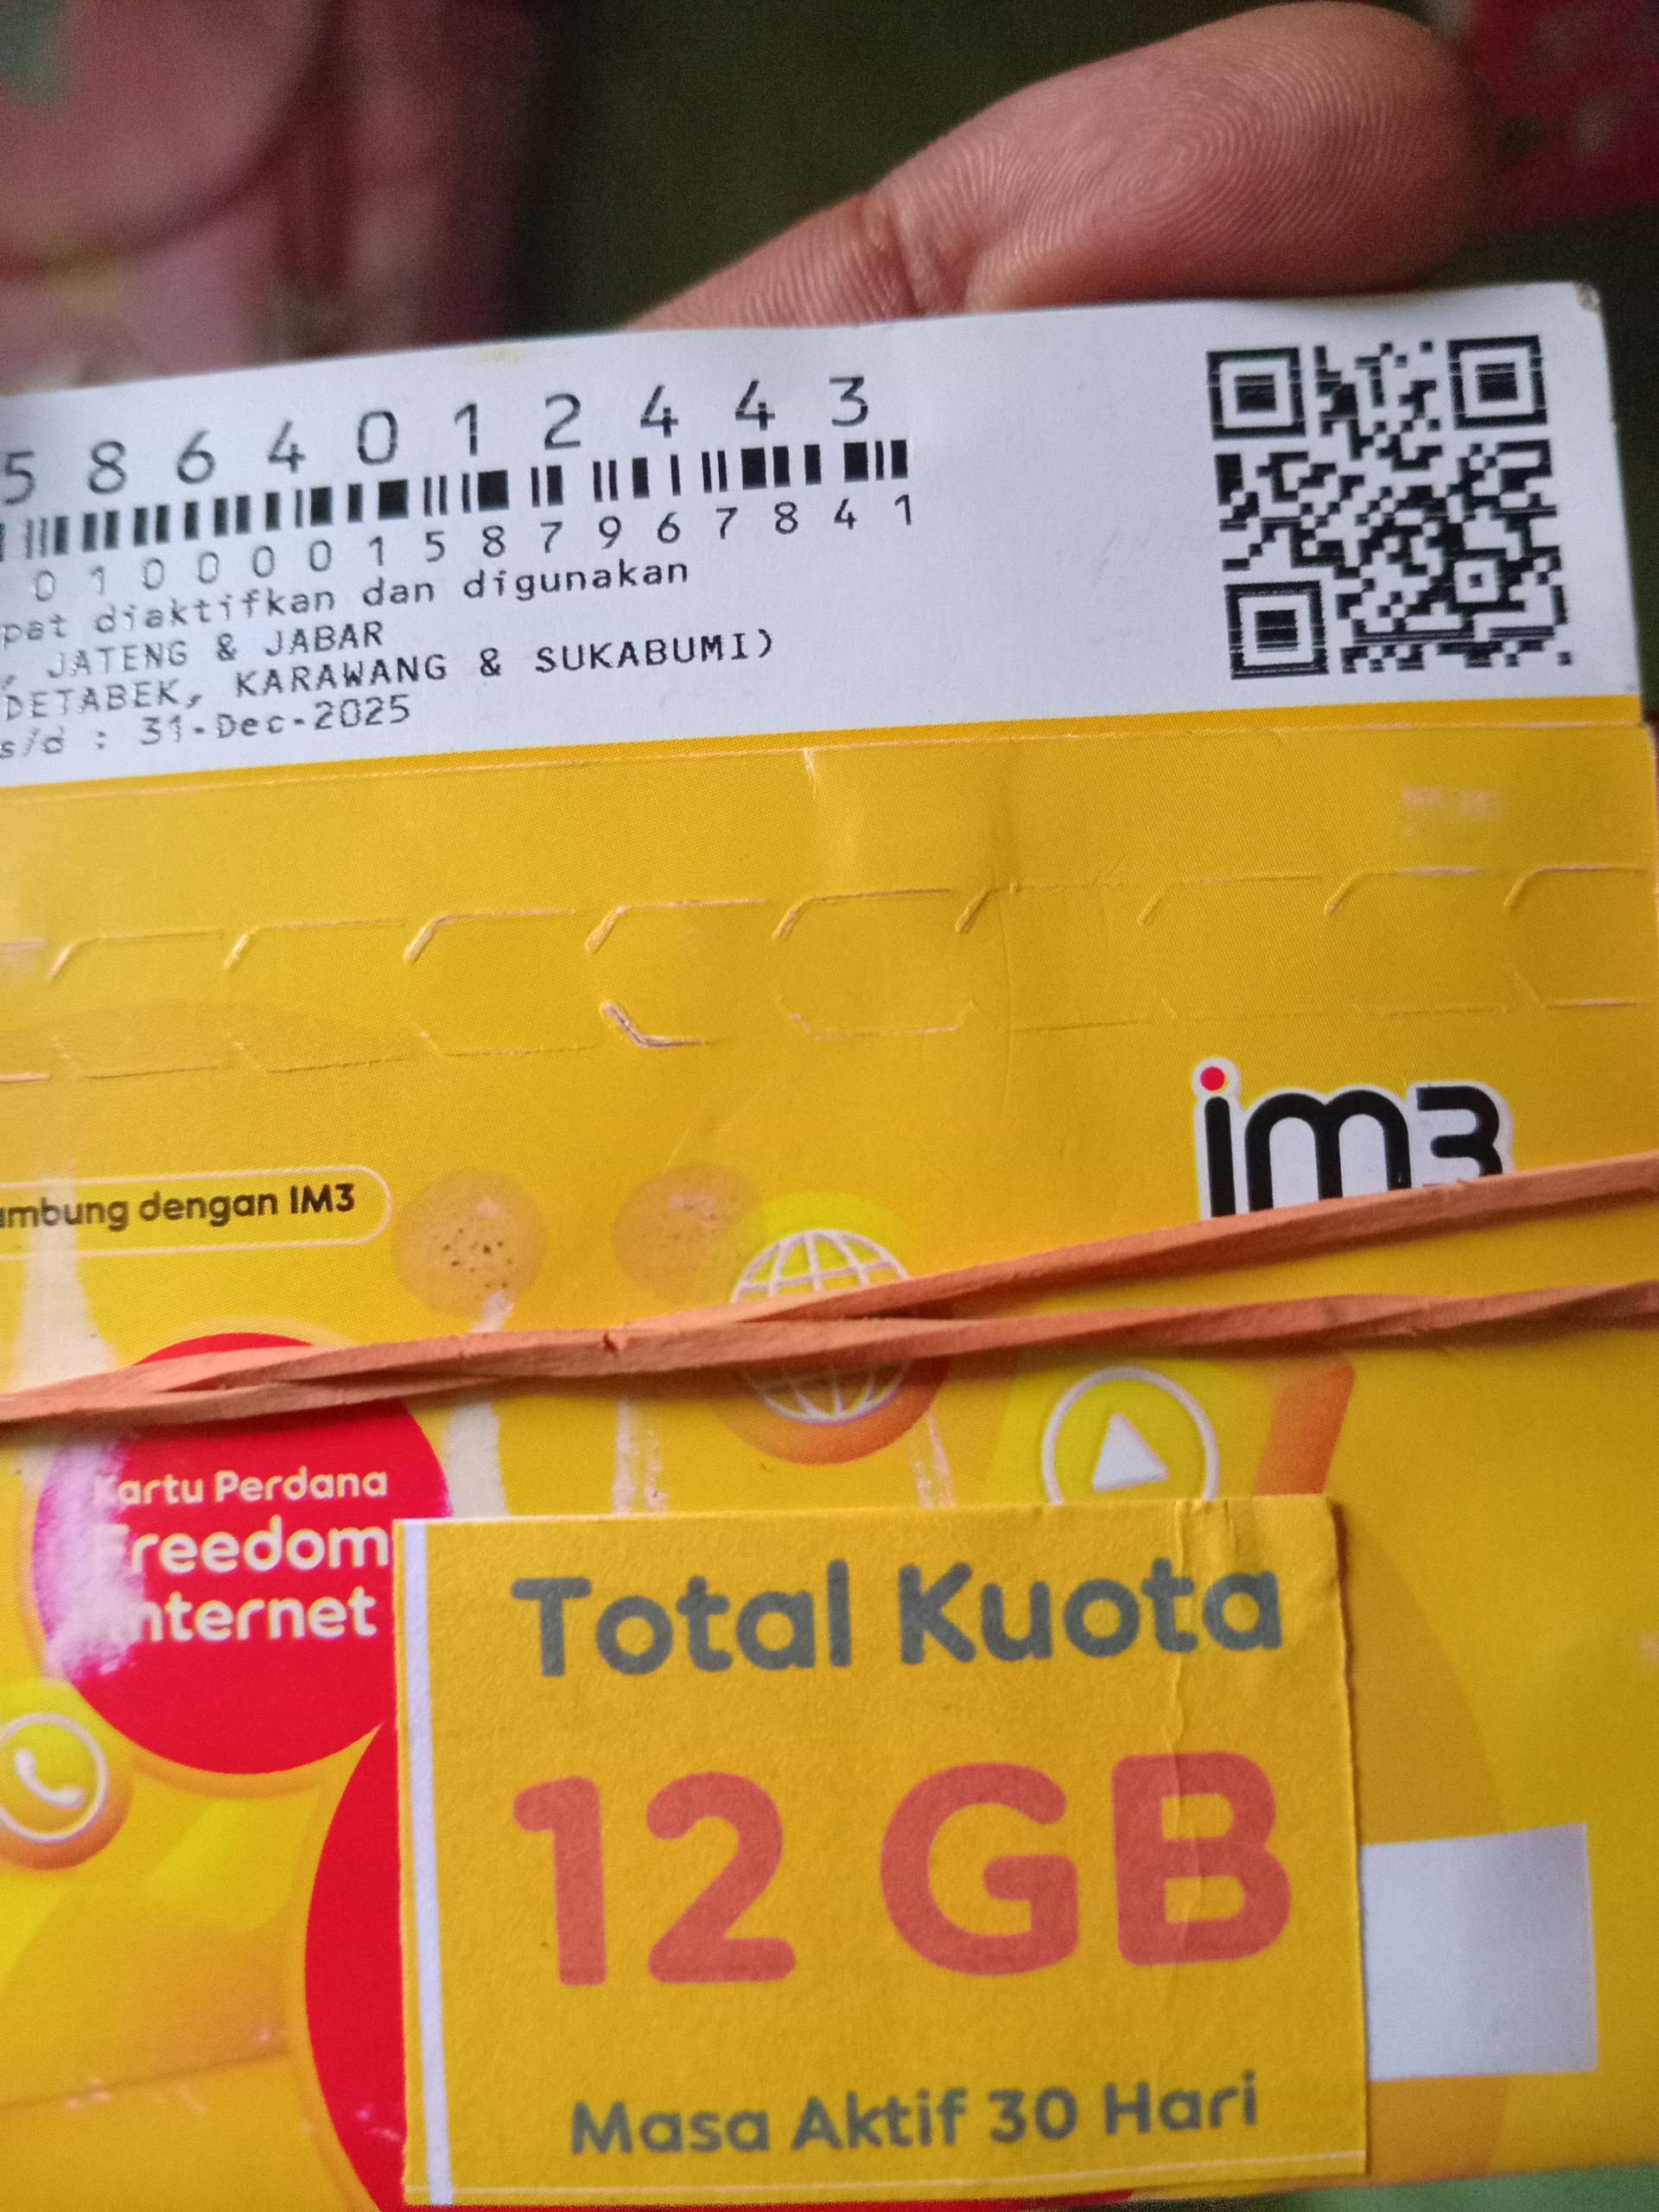 5 8 6 4 0 1 2 4 4 3
0 1 0 0 0 0 1 5 8 7 9 6 7 8 4 1
pat diaktifkan dan digunakan
, JATENG & JABAR
DETABEK, KARAWANG & SUKABUMI)
s/d : 31-Dec-2025
im3
ambung dengan IM3
Kartu Perdana
Freedom
Internet
Total Kuota
12 GB
Masa Aktif 30 Hari